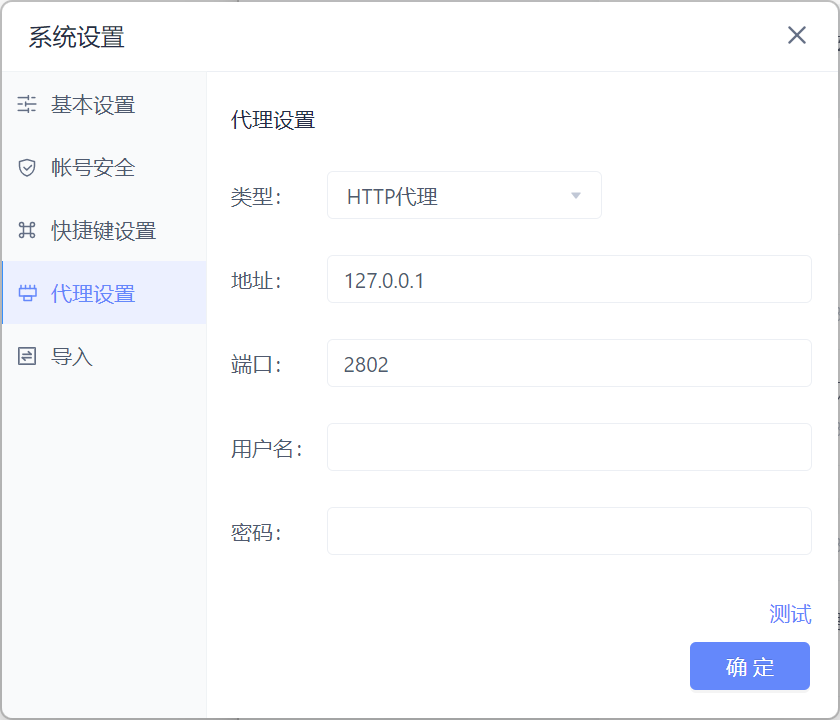 系统设置
基本设置
帐号安全
快捷键设置
代理设置
导入
代理设置
类型：
HTTP代理
地址：
127.0.0.1
端口：
2802
用户名：
密码：
测试
确 定